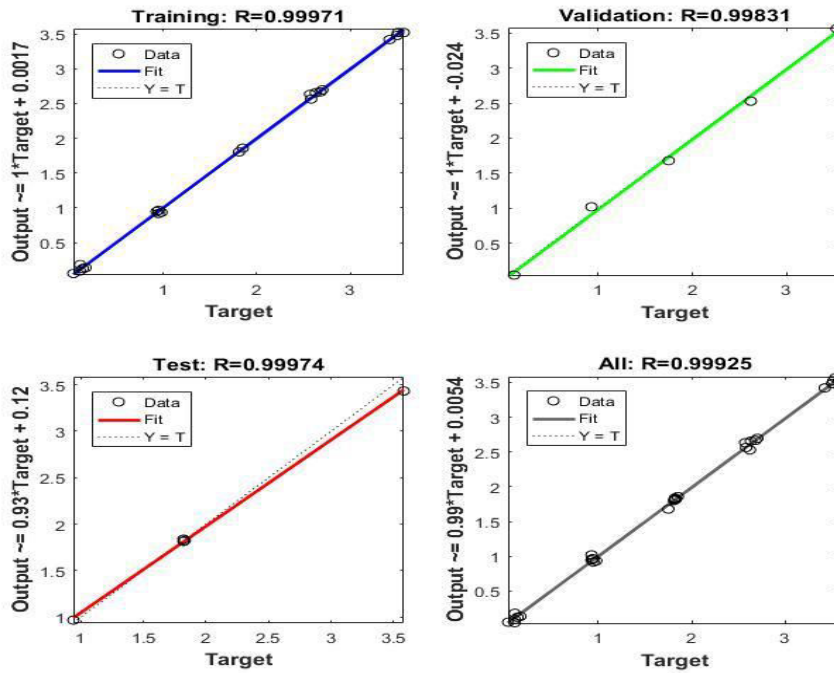 Training: R=0.99971
Output ~= 1*Target + 0.0017
3.5
3
2.5
2
1.5
1
0.5
Data
Fit
Y = T
1
2
3
Target
Validation: R=0.99831
Output ~= 1*Target + -0.024
3.5
3
2.5
2
1.5
1
0.5
Data
Fit
Y = T
1
2
3
Target
Test: R=0.99974
Output ~= 0.93*Target + 0.12
3.5
3
2.5
2
1.5
1
Data
Fit
Y = T
1
1.5
2
2.5
3
3.5
Target
All: R=0.99925
Output ~= 0.99*Target + 0.0054
3.5
3
2.5
2
1.5
1
0.5
Data
Fit
Y = T
1
2
3
Target